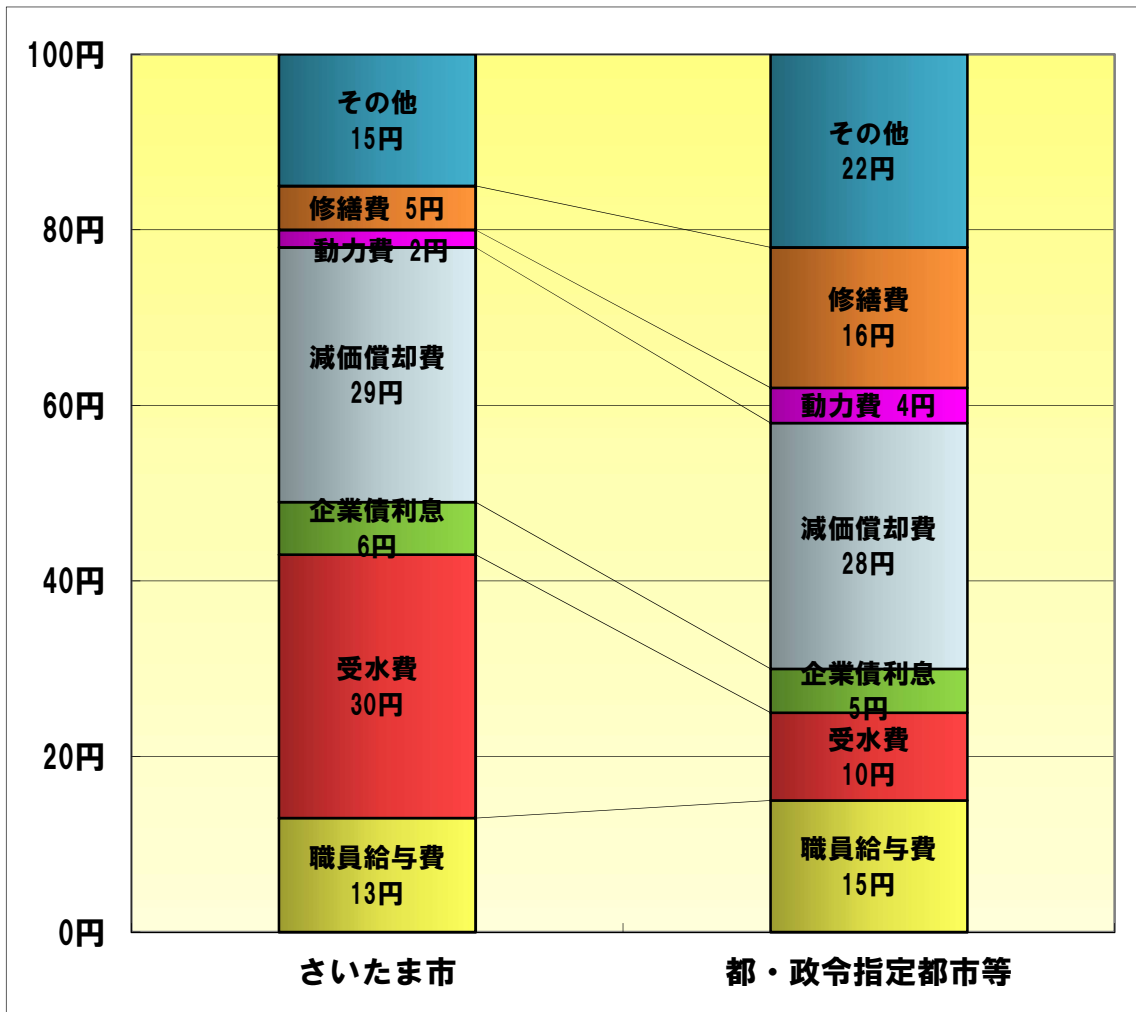 100円
80円
60円
40円
20円
0円
その他
15円
修繕費 5円
動力費 2円
減価償却費
29円
企業債利息
6円
受水費
30円
職員給与費
13円
さいたま市
その他
22円
修繕費
16円
動力費 4円
減価償却費
28円
企業債利息
5円
受水費
10円
職員給与費
15円
都・政令指定都市等